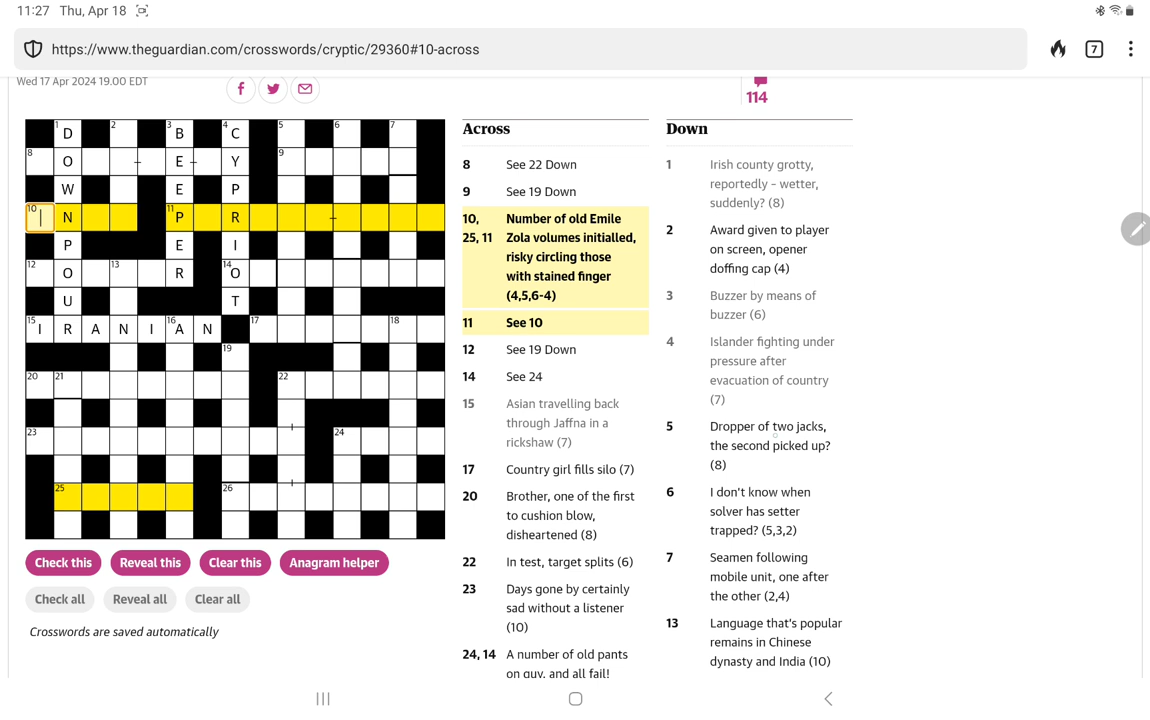 11:27 Thu, Apr 18
https://www.theguardian.com/crosswords/cryptic/29360#10-across
7
Wed 17 Apr 2024 19.00 EDT
114
1 D 2 3 B 4 C 5 6 7
8 O E Y 9
W E P
10 N 11 P R
P E I
12 O 13 R 14 O
U T
15 I R A N I 16 A N 17 18
19
20 21 22
23 24
25 26
Check this
Reveal this
Clear this
Anagram helper
Check all
Reveal all
Clear all
Crosswords are saved automatically
Across
8 See 22 Down
9 See 19 Down
10, 25, 11 Number of old Emile
Zola volumes initialled,
risky circling those
with stained finger
(4,5,6-4)
11 See 10
12 See 19 Down
14 See 24
15 Asian travelling back
through Jaffna in a
rickshaw (7)
17 Country girl fills silo (7)
20 Brother, one of the first
to cushion blow,
disheartened (8)
22 In test, target splits (6)
23 Days gone by certainly
sad without a listener
(10)
24, 14 A number of old pants
on guy, and all fail!
Down
1 Irish county grotty,
reportedly – wetter,
suddenly? (8)
2 Award given to player
on screen, opener
doffing cap (4)
3 Buzzer by means of
buzzer (6)
4 Islander fighting under
pressure after
evacuation of country
(7)
5 Dropper of two jacks,
the second picked up?
(8)
6 I don't know when
solver has setter
trapped? (5,3,2)
7 Seamen following
mobile unit, one after
the other (2,4)
13 Language that's popular
remains in Chinese
dynasty and India (10)